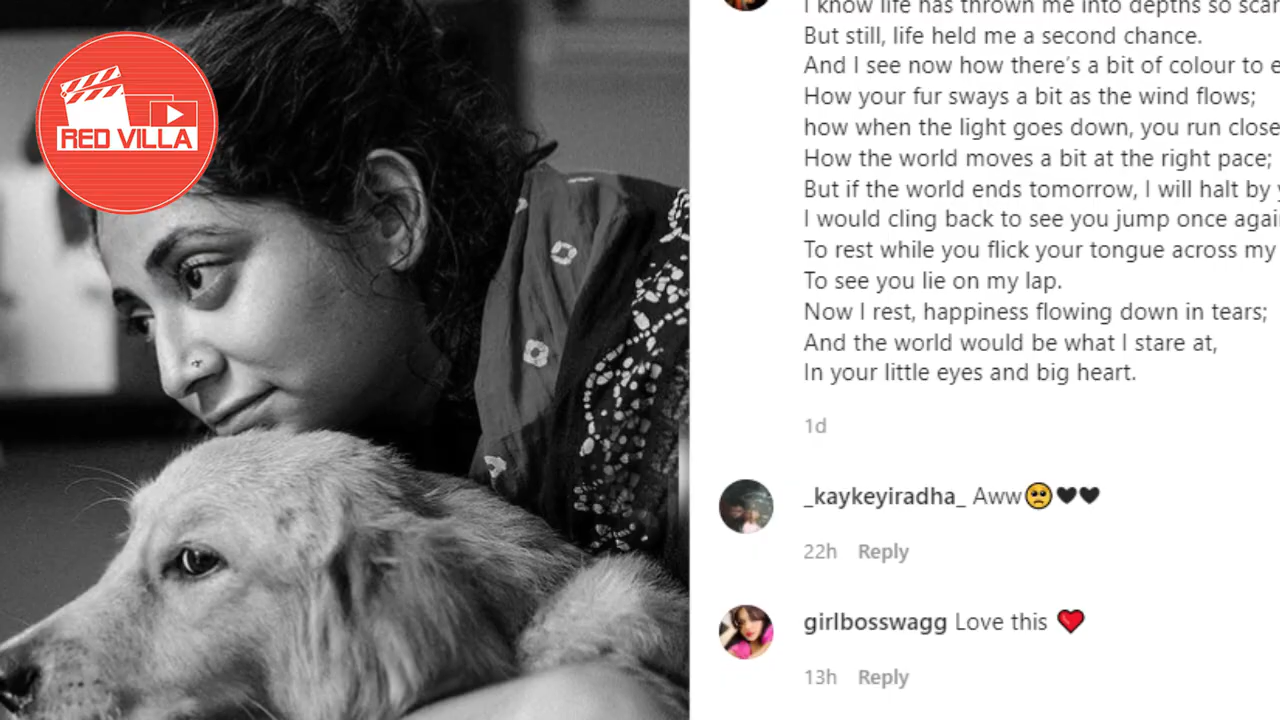 RED VILLA
I know life has thrown me into depths so
But still, life held me a second chance.
And I see now how there's a bit of colour to
How your fur sways a bit as the wind flows;
how when the light goes down, you run close
How the world moves a bit at the right pace;
But if the world ends tomorrow, I will halt by
I would cling back to see you jump once
To rest while you flick your tongue across my
To see you lie on my lap.
Now I rest, happiness flowing down in tears;
And the world would be what I stare at,
In your little eyes and big heart.
1d
_kaykeyiradha_ Aww🥺🖤🖤
22h Reply
girlbosswagg Love this ❤️
13h Reply